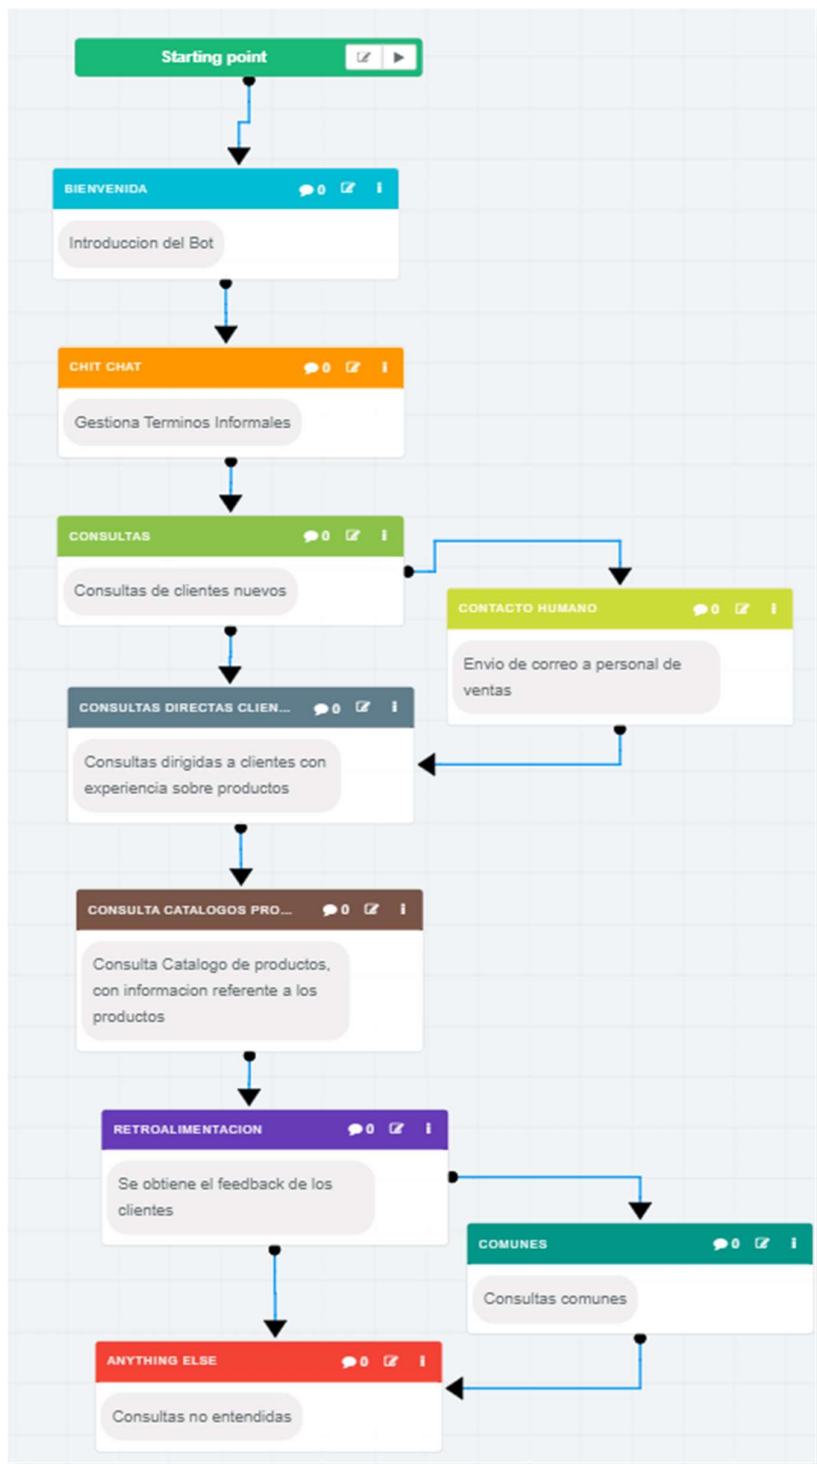 Starting point
BIENVENIDA 0
Introduccion del Bot
CHIT CHAT 0
Gestiona Terminos Informales
CONSULTAS 0
Consultas de clientes nuevos
CONTACTO HUMANO 0
Envio de correo a personal de
ventas
CONSULTAS DIRECTAS CLIEN... 0
Consultas dirigidas a clientes con
experiencia sobre productos
CONSULTA CATALOGOS PRO... 0
Consulta Catalogo de productos,
con informacion referente a los
productos
RETROALIMENTACION 0
Se obtiene el feedback de los
clientes
COMUNES 0
Consultas comunes
ANYTHING ELSE 0
Consultas no entendidas